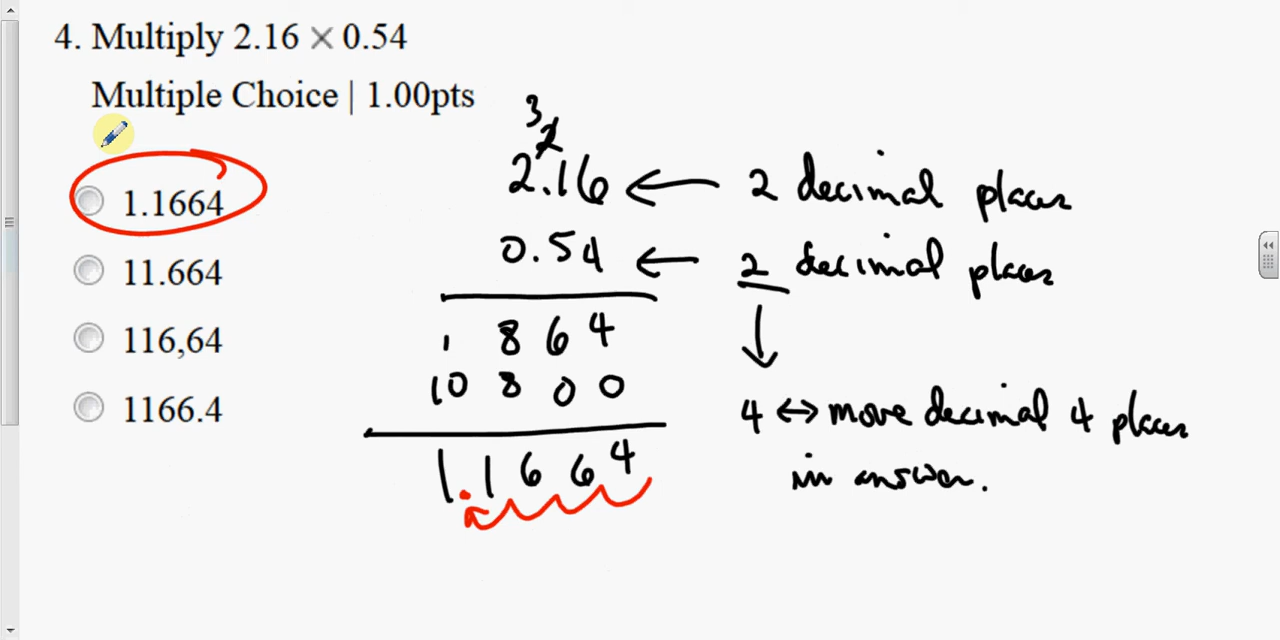 4. Multiply 2.16 × 0.54
Multiple Choice | 1.00pts
1.1664
11.664
116,64
1166.4
3
2
2.16 ← 2 decimal places
0.54 ← 2 decimal places
1 8 6 4
10 8 0 0
1.1 6 6 4
↓
4 ↔ move decimal 4 places
in answer.